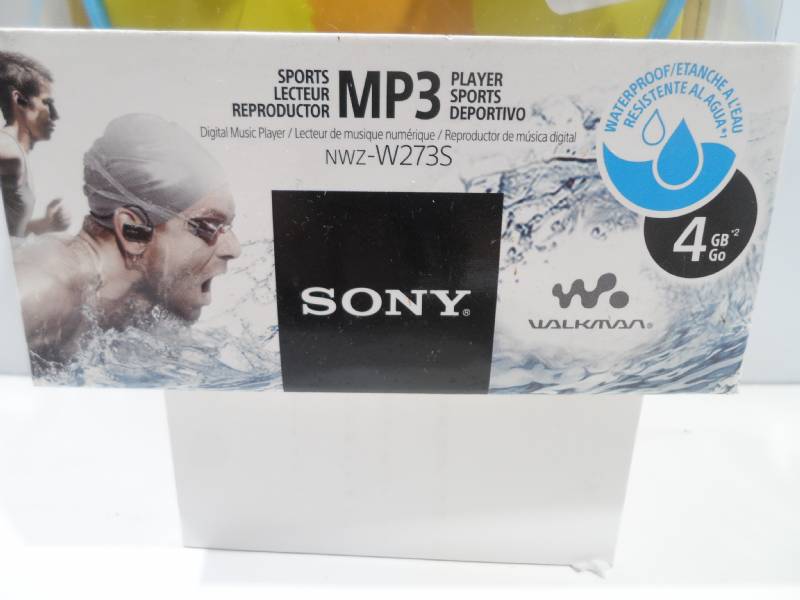 SPORTS
LECTEUR
REPRODUCTOR
MP3
PLAYER
SPORTS
DEPORTIVO
Digital Music Player / Lecteur de musique numérique / Reproductor de música digital
NWZ-W273S
WATERPROOF/ETANCHE A L'EAU
RESISTENTE AL AGUA*1
4 GB*2
Go
SONY®
WALKMAN®